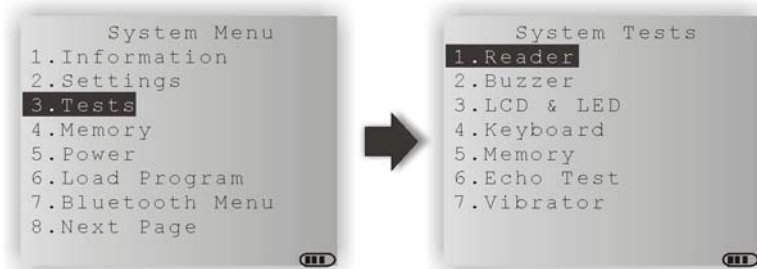 System Menu
1.Information
2.Settings
3.Tests
4.Memory
5.Power
6.Load Program
7.Bluetooth Menu
8.Next Page
System Tests
1.Reader
2.Buzzer
3.LCD & LED
4.Keyboard
5.Memory
6.Echo Test
7.Vibrator